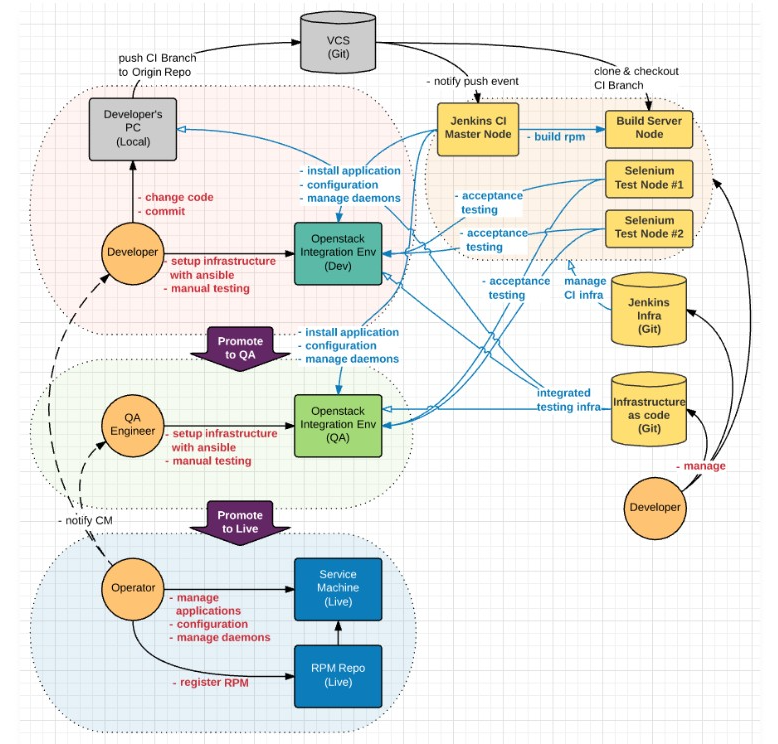 VCS
(Git)
push CI Branch
to Origin Repo
- notify push event
clone & checkout
CI Branch
Developer's
PC
(Local)
Jenkins CI
Master Node
- build rpm
Build Server
Node
- install application
- configuration
- manage daemons
Selenium
Test Node #1
- change code
- commit
- acceptance
testing
Selenium
Test Node #2
- acceptance
testing
Developer
- setup infrastructure
with ansible
- manual testing
Openstack
Integration Env
(Dev)
- acceptance
testing
manage
CI infra
Jenkins
Infra
(Git)
Promote
to QA
- install application
- configuration
- manage daemons
integrated
testing infra
Infrastructure
as code
(Git)
QA
Engineer
- setup infrastructure
with ansible
- manual testing
Openstack
Integration Env
(QA)
- manage
Developer
Promote
to Live
- notify CM
Operator
- manage
applications
- configuration
- manage daemons
Service
Machine
(Live)
- register RPM
RPM Repo
(Live)